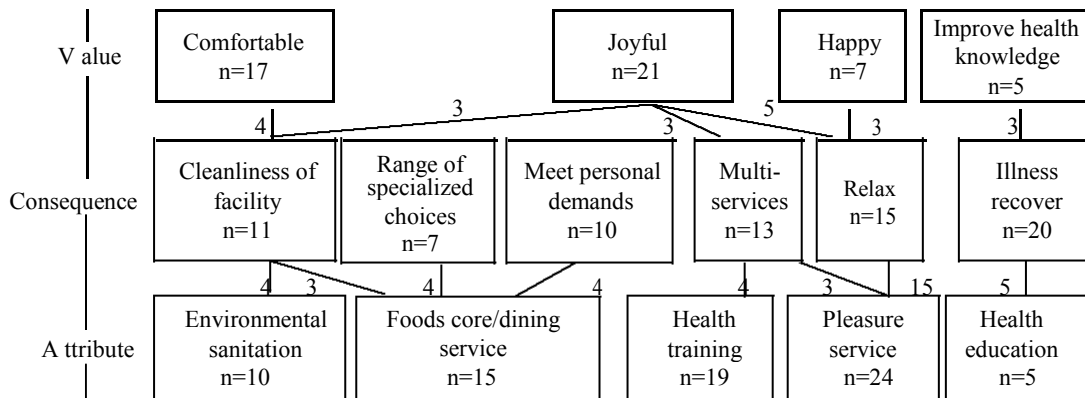 V alue
Comfortable
n=17
Joyful
n=21
Happy
n=7
Improve health
knowledge
n=5
4
3
3
5
3
3
Consequence
Cleanliness of
facility
n=11
Range of
specialized
choices
n=7
Meet personal
demands
n=10
Multi-
services
n=13
Relax
n=15
Illness
recover
n=20
4
3
4
4
4
3
15
5
A ttribute
Environmental
sanitation
n=10
Foods core/dining
service
n=15
Health
training
n=19
Pleasure
service
n=24
Health
education
n=5